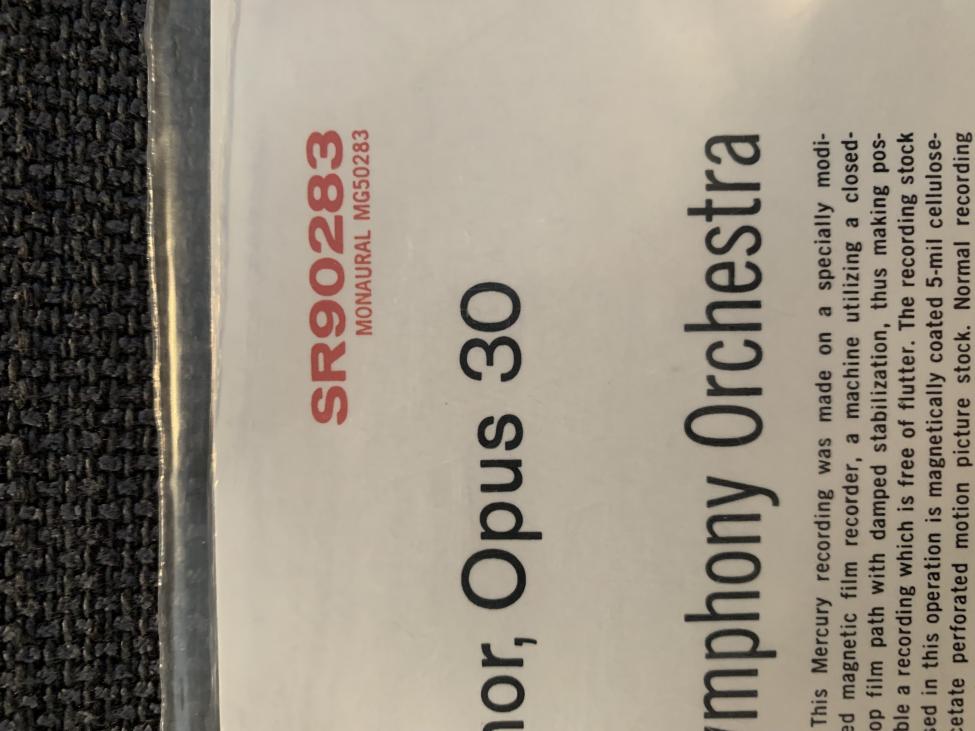 SR90283
MONAURAL MG50283
nor, Opus 30
ymphony Orchestra
This Mercury recording was made on a specially modi-
ed magnetic film recorder, a machine utilizing a closed-
op film path with damped stabilization, thus making pos-
ble a recording which is free of flutter. The recording stock
sed in this operation is magnetically coated 5-mil cellulose-
cetate perforated motion picture stock. Normal recording